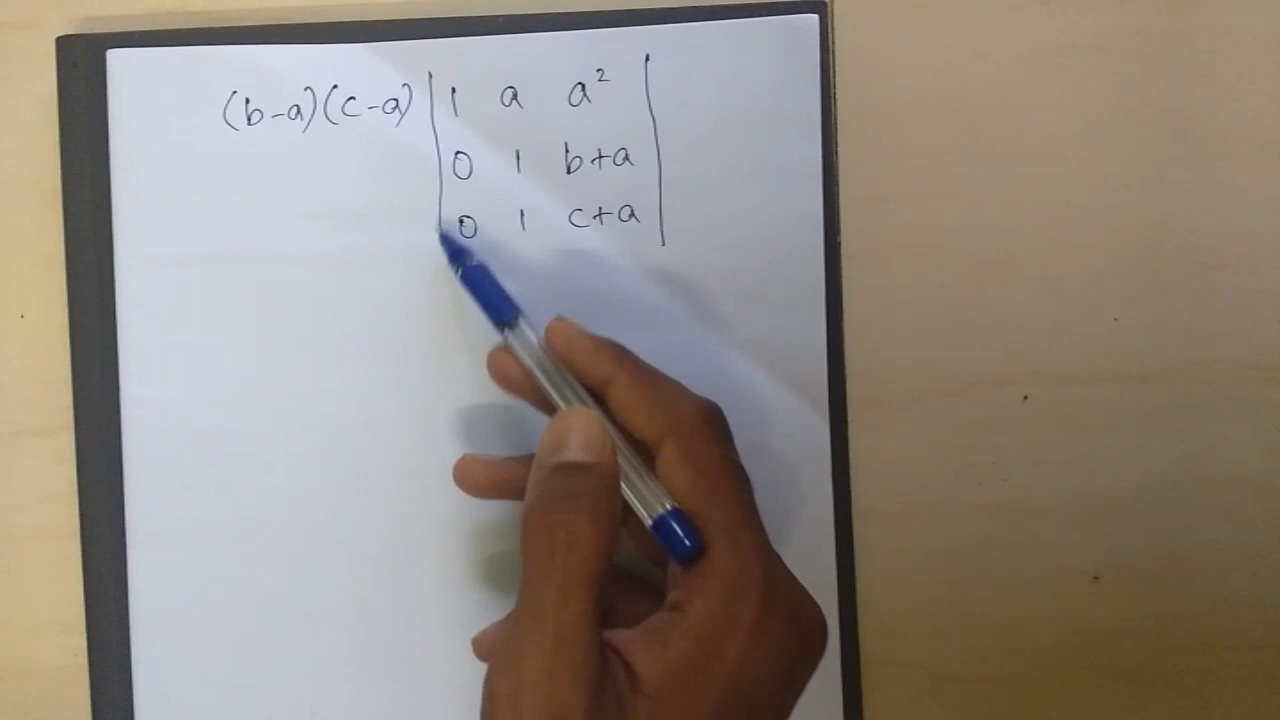 (b-a)(c-a) | 1 a a² |
0 1 b+a
0 1 c+a